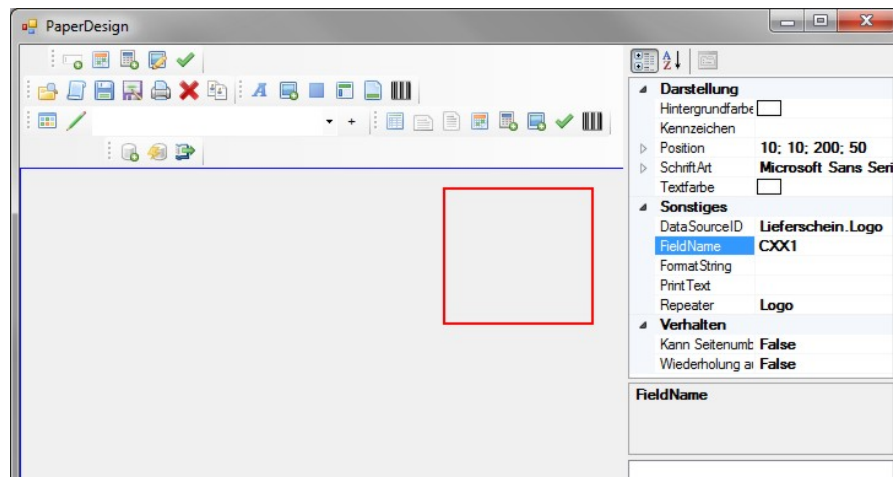 PaperDesign
Darstellung
Hintergrundfarbe
Kennzeichen
Position 10; 10; 200; 50
SchriftArt Microsoft Sans Seri
Textfarbe
Sonstiges
DataSourceID Lieferschein.Logo
FieldName CXX1
FormatString
PrintText
Repeater Logo
Verhalten
Kann Seitenumb False
Wiederholung au False
FieldName